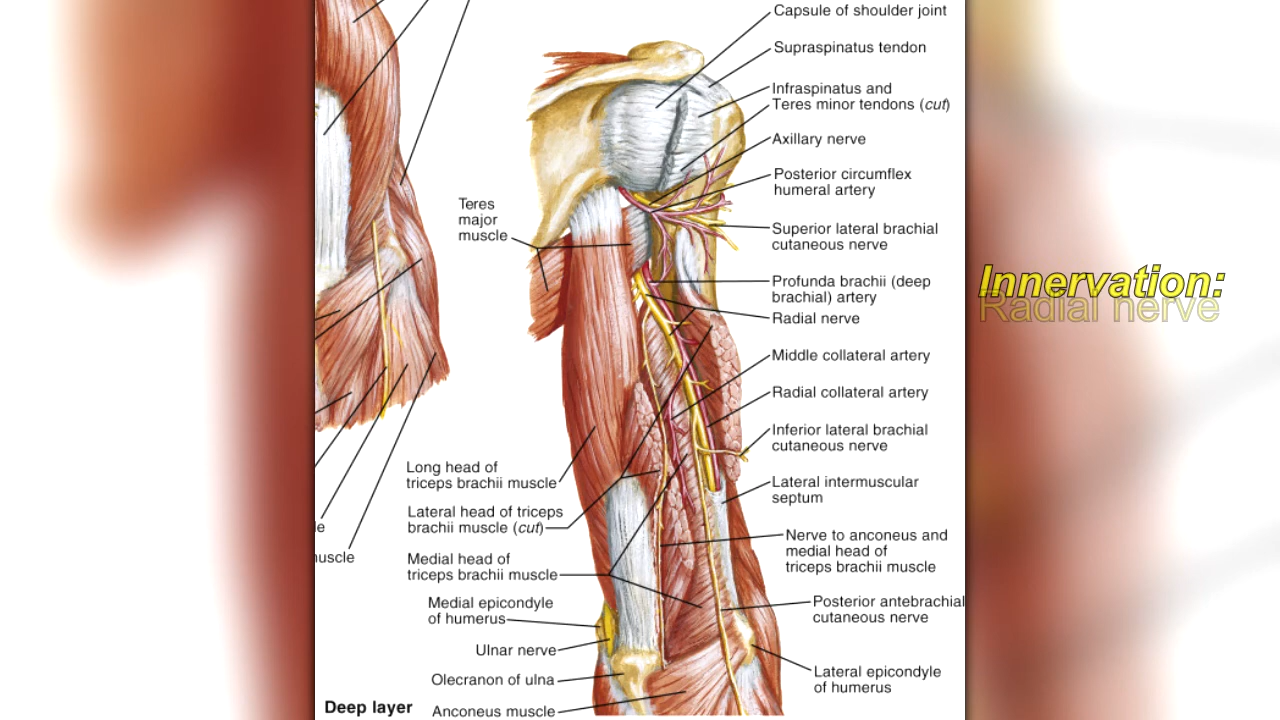 Capsule of shoulder joint
Supraspinatus tendon
Infraspinatus and
Teres minor tendons (cut)
Axillary nerve
Posterior circumflex
humeral artery
Teres
major
muscle
Superior lateral brachial
cutaneous nerve
Innervation:
Radial nerve
Profunda brachii (deep
brachial) artery
Radial nerve
Middle collateral artery
Radial collateral artery
Inferior lateral brachial
cutaneous nerve
Long head of
triceps brachii muscle
Lateral intermuscular
septum
Lateral head of triceps
brachii muscle (cut)
Nerve to anconeus and
medial head of
triceps brachii muscle
Medial head of
triceps brachii muscle
Medial epicondyle
of humerus
Posterior antebrachial
cutaneous nerve
Ulnar nerve
Olecranon of ulna
Lateral epicondyle
of humerus
Deep layer
Anconeus muscle